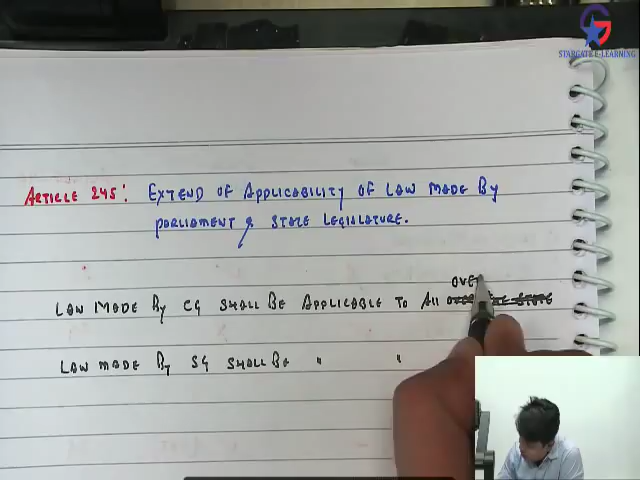 STARGATE E-LEARNING
ARTICLE 245: EXTEND OF APPLICABILITY OF LAW MADE BY
PARLIAMENT & STATE LEGISLATURE.
OVE
LAW MADE BY CG SHALL BE APPLICABLE TO All
LAW MADE BY SG SHALL BE " "